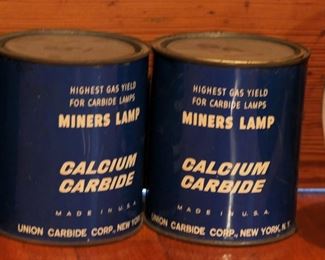 HIGHEST GAS YIELD
FOR CARBIDE LAMPS
MINERS LAMP
CALCIUM
CARBIDE
MADE IN U.S.A.
UNION CARBIDE CORP., NEW YORK
HIGHEST GAS YIELD
FOR CARBIDE LAMPS
MINERS LAMP
CALCIUM
CARBIDE
MADE IN U.S.A.
UNION CARBIDE CORP., NEW YORK, N.Y.